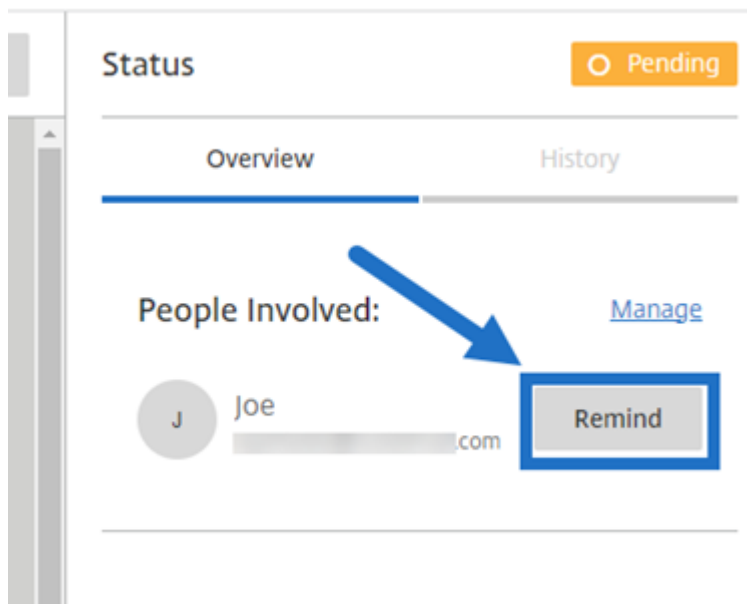 Status
Pending
Overview
History
People Involved:
Manage
J
Joe
.com
Remind